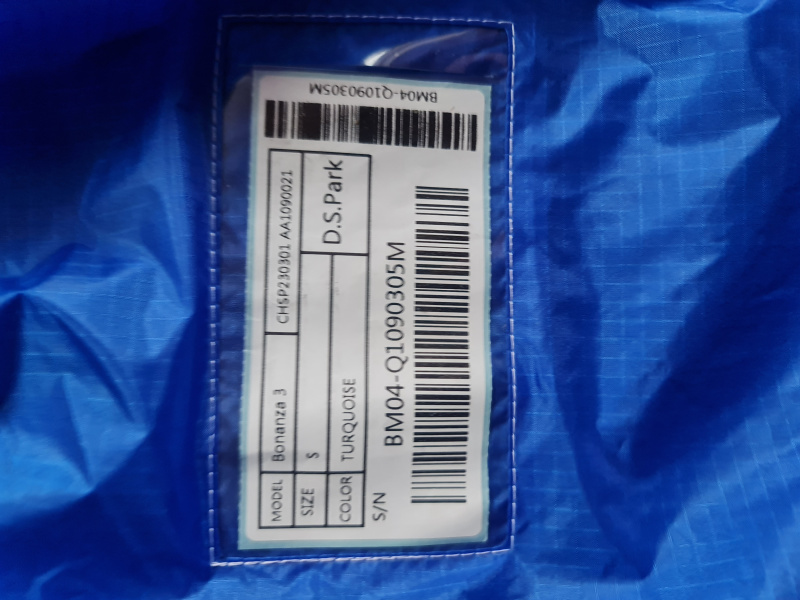 MODEL Bonanza 3 CHSP230301 AA1090021
SIZE S D.S.Park
COLOR TURQUOISE
S/N BM04-Q1090305M
BM04-Q1090305M